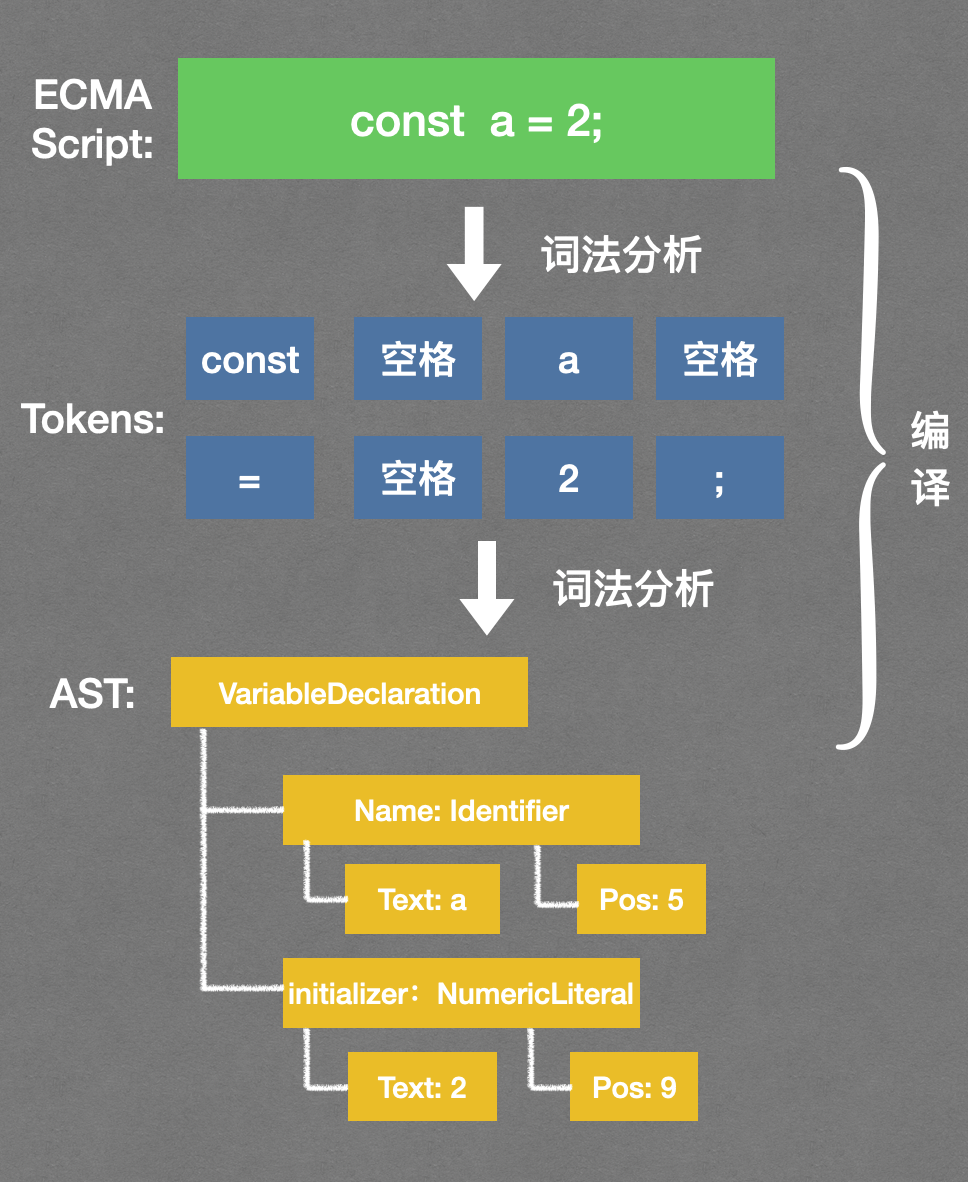 ECMA
Script:
const a = 2;
词法分析
const 空格 a 空格
Tokens:
= 空格 2 ;
编
译
词法分析
AST:
VariableDeclaration
Name: Identifier
Text: a
Pos: 5
initializer：NumericLiteral
Text: 2
Pos: 9